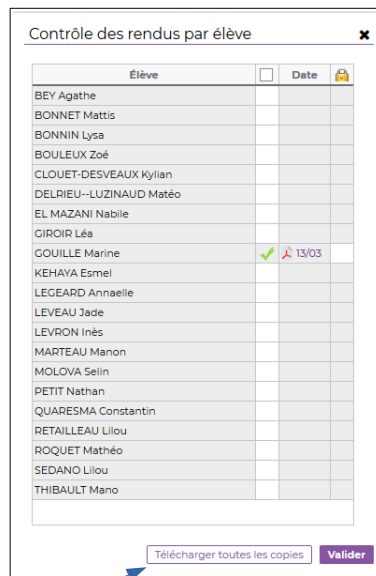 Contrôle des rendus par élève
Élève Date
BEY Agathe
BONNET Mattis
BONNIN Lysa
BOULEUX Zoé
CLOUET-DESVEAUX Kylian
DELRIEU--LUZINAUD Matéo
EL MAZANI Nabile
GIROIR Léa
GOUILLE Marine 13/03
KEHAYA Esmel
LEGEARD Annaelle
LEVEAU Jade
LEVRON Inès
MARTEAU Manon
MOLOVA Selin
PETIT Nathan
QUARESMA Constantin
RETAILLEAU Lilou
ROQUET Mathéo
SEDANO Lilou
THIBAULT Mano
Télécharger toutes les copies Valider